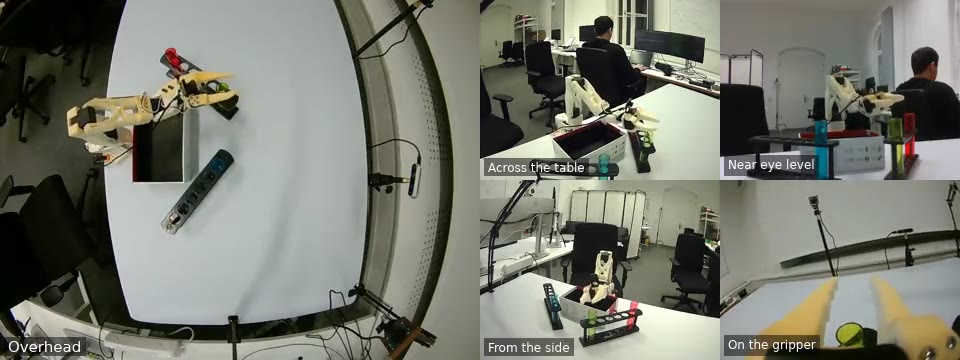 Overhead
Across the table
Near eye level
From the side
On the gripper